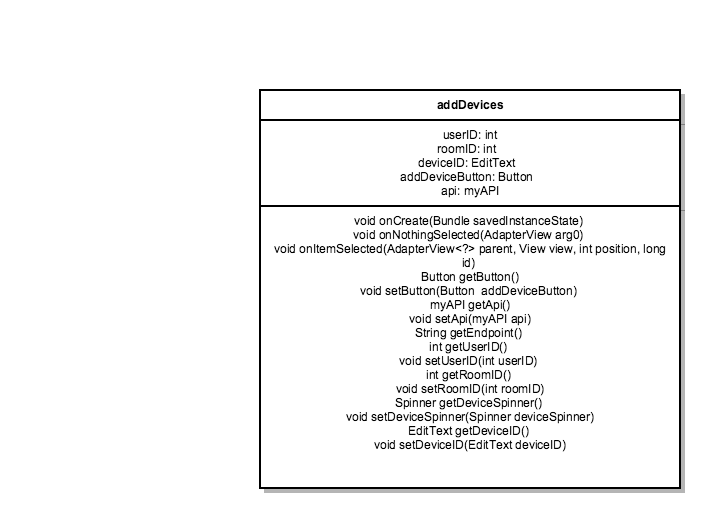 addDevices
userID: int
roomID: int
deviceID: EditText
addDeviceButton: Button
api: myAPI
void onCreate(Bundle savedInstanceState)
void onNothingSelected(AdapterView arg0)
void onItemSelected(AdapterView<?> parent, View view, int position, long
id)
Button getButton()
void setButton(Button  addDeviceButton)
myAPI getApi()
void setApi(myAPI api)
String getEndpoint()
int getUserID()
void setUserID(int userID)
int getRoomID()
void setRoomID(int roomID)
Spinner getDeviceSpinner()
void setDeviceSpinner(Spinner deviceSpinner)
EditText getDeviceID()
void setDeviceID(EditText deviceID)